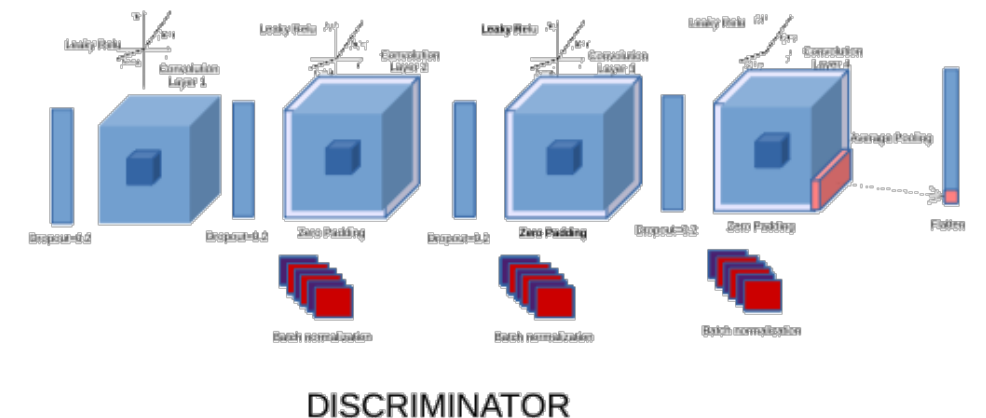 Leaky Relu
Convolution
Layer 1
Dropout=0.2
Leaky Relu
Convolution
Layer 2
Dropout=0.2
Zero Padding
Batch normalization
Leaky Relu
Convolution
Layer 3
Dropout=0.2
Zero Padding
Batch normalization
Leaky Relu
Convolution
Layer 4
Dropout=0.2
Zero Padding
Batch normalization
Average Pooling
Flatten
DISCRIMINATOR